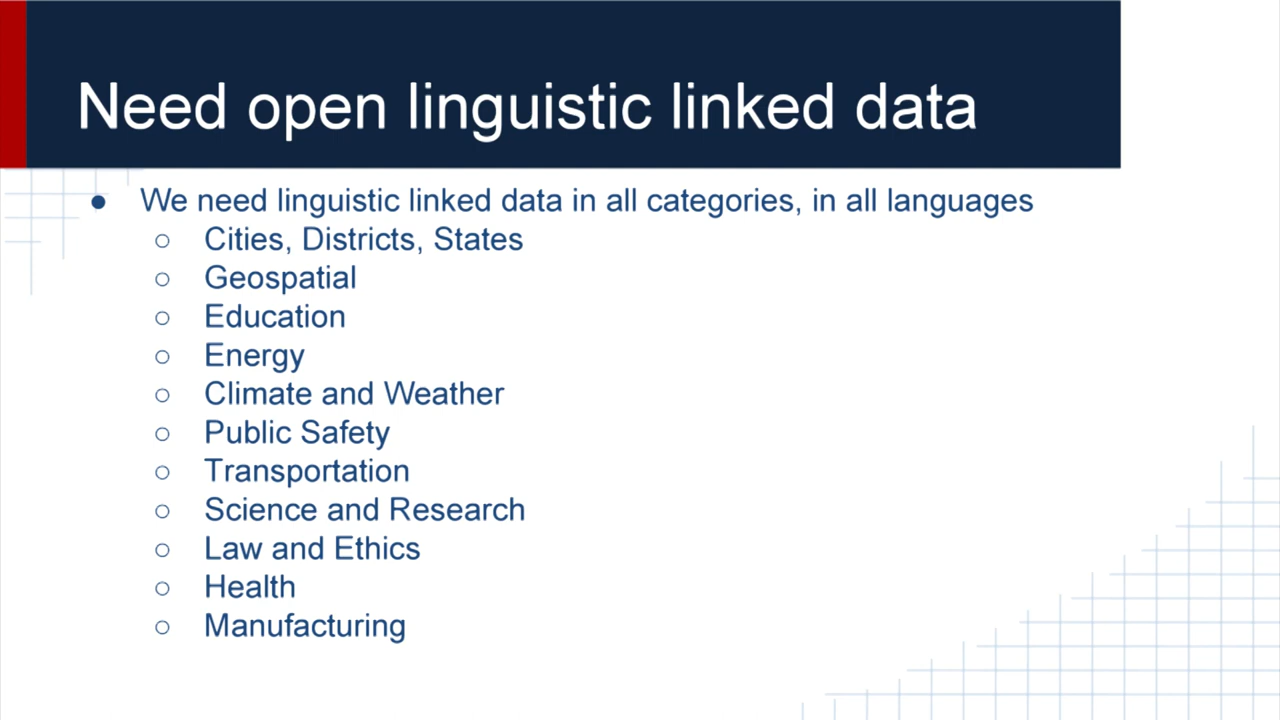 Need open linguistic linked data
● We need linguistic linked data in all categories, in all languages
○ Cities, Districts, States
○ Geospatial
○ Education
○ Energy
○ Climate and Weather
○ Public Safety
○ Transportation
○ Science and Research
○ Law and Ethics
○ Health
○ Manufacturing